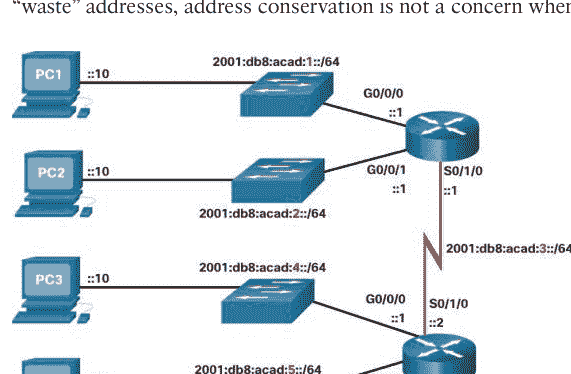 “waste” addresses, address conservation is not a concern when
2001:db8:acad:1::/64
PC1
::10
G0/0/0
::1
PC2
::10
G0/0/1
::1
S0/1/0
::1
2001:db8:acad:2::/64
2001:db8:acad:3::/64
2001:db8:acad:4::/64
PC3
::10
G0/0/0
::1
S0/1/0
::2
2001:db8:acad:5::/64